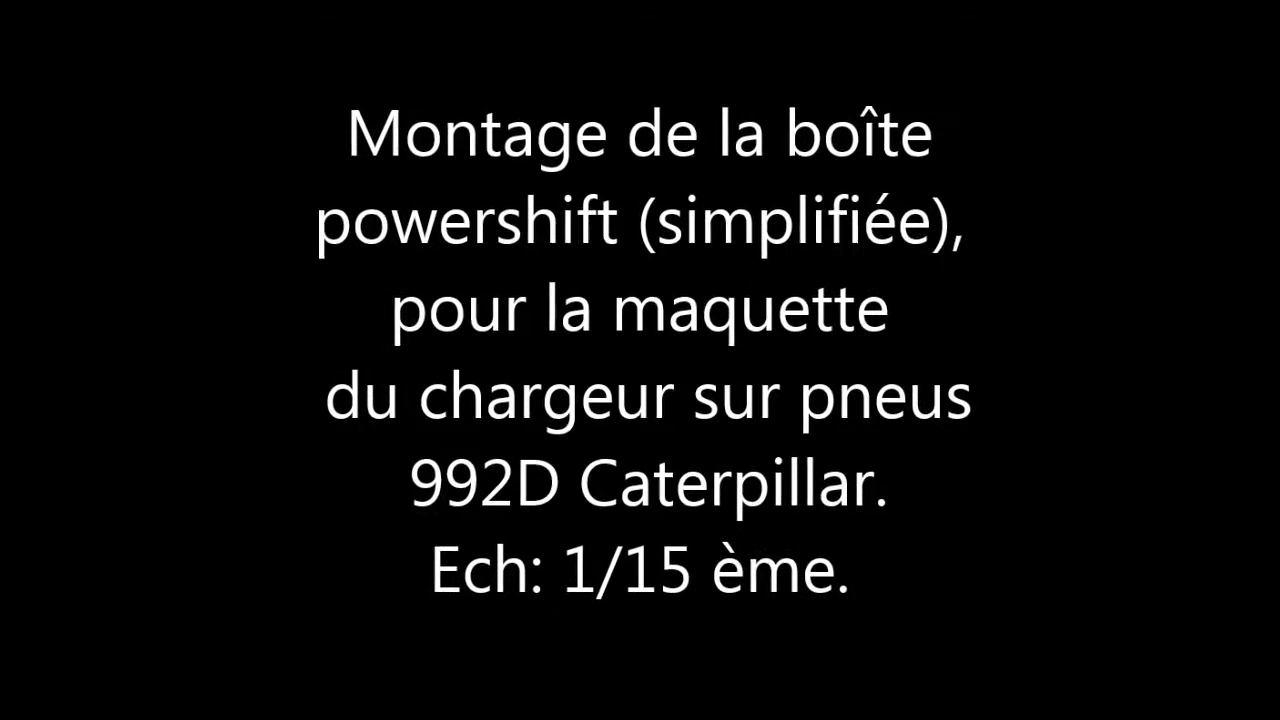 Montage de la boîte
powershift (simplifiée),
pour la maquette
du chargeur sur pneus
992D Caterpillar.
Ech: 1/15 ème.